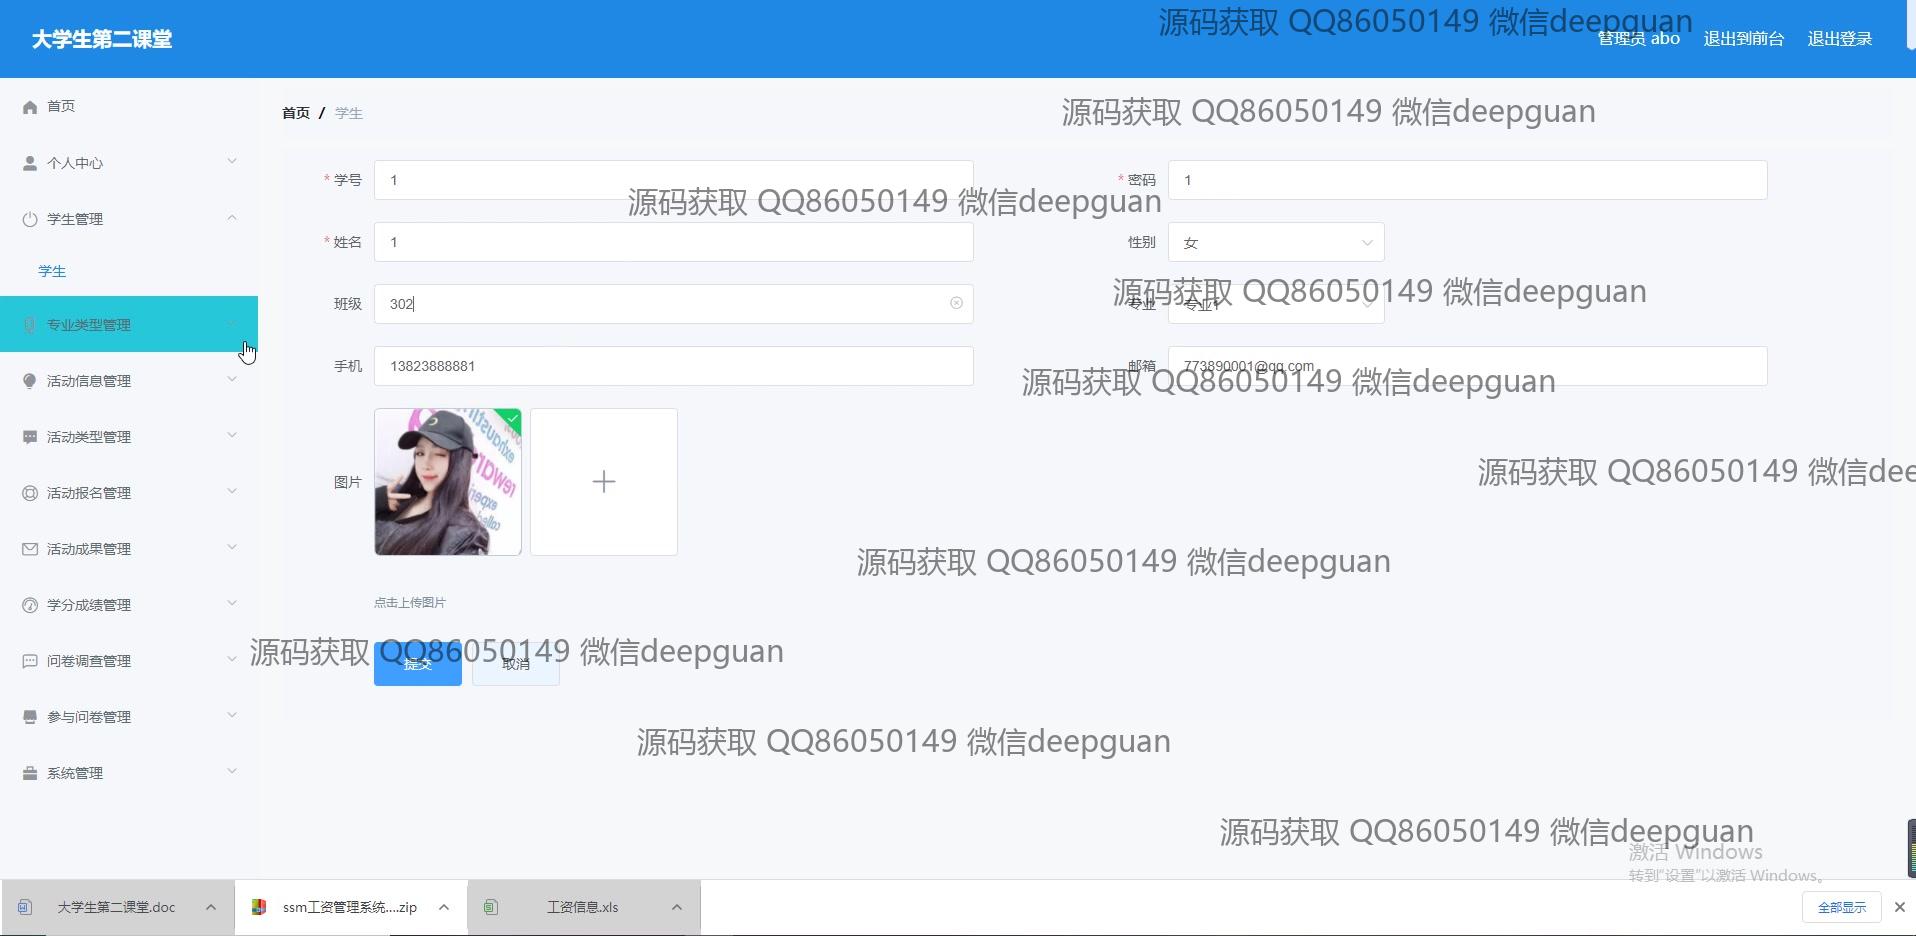 源码获取 QQ86050149 微信deepguan
大学生第二课堂
管理员 abo 退出到前台 退出登录
首页
首页 / 学生
源码获取 QQ86050149 微信deepguan
个人中心
* 学号 1
* 密码 1
源码获取 QQ86050149 微信deepguan
学生管理
* 姓名 1
性别 女
学生
源码获取 QQ86050149 微信deepguan
班级 302
专业 专业1
专业类型管理
手机 13823888881
邮箱 773890001@qq.com
活动信息管理
源码获取 QQ86050149 微信deepguan
活动类型管理
源码获取 QQ86050149 微信dee
图片
活动报名管理
活动成果管理
源码获取 QQ86050149 微信deepguan
学分成绩管理
点击上传图片
源码获取 QQ86050149 微信deepguan
问卷调查管理
提交 取消
参与问卷管理
源码获取 QQ86050149 微信deepguan
系统管理
源码获取 QQ86050149 微信deepguan
激活 Windows
转到"设置"以激活 Windows。
大学生第二课堂.doc
ssm工资管理系统....zip
工资信息.xls
全部显示